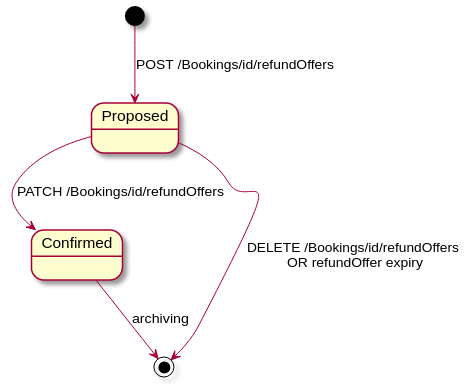 POST /Bookings/id/refundOffers
Proposed
PATCH /Bookings/id/refundOffers
Confirmed
DELETE /Bookings/id/refundOffers
OR refundOffer expiry
archiving